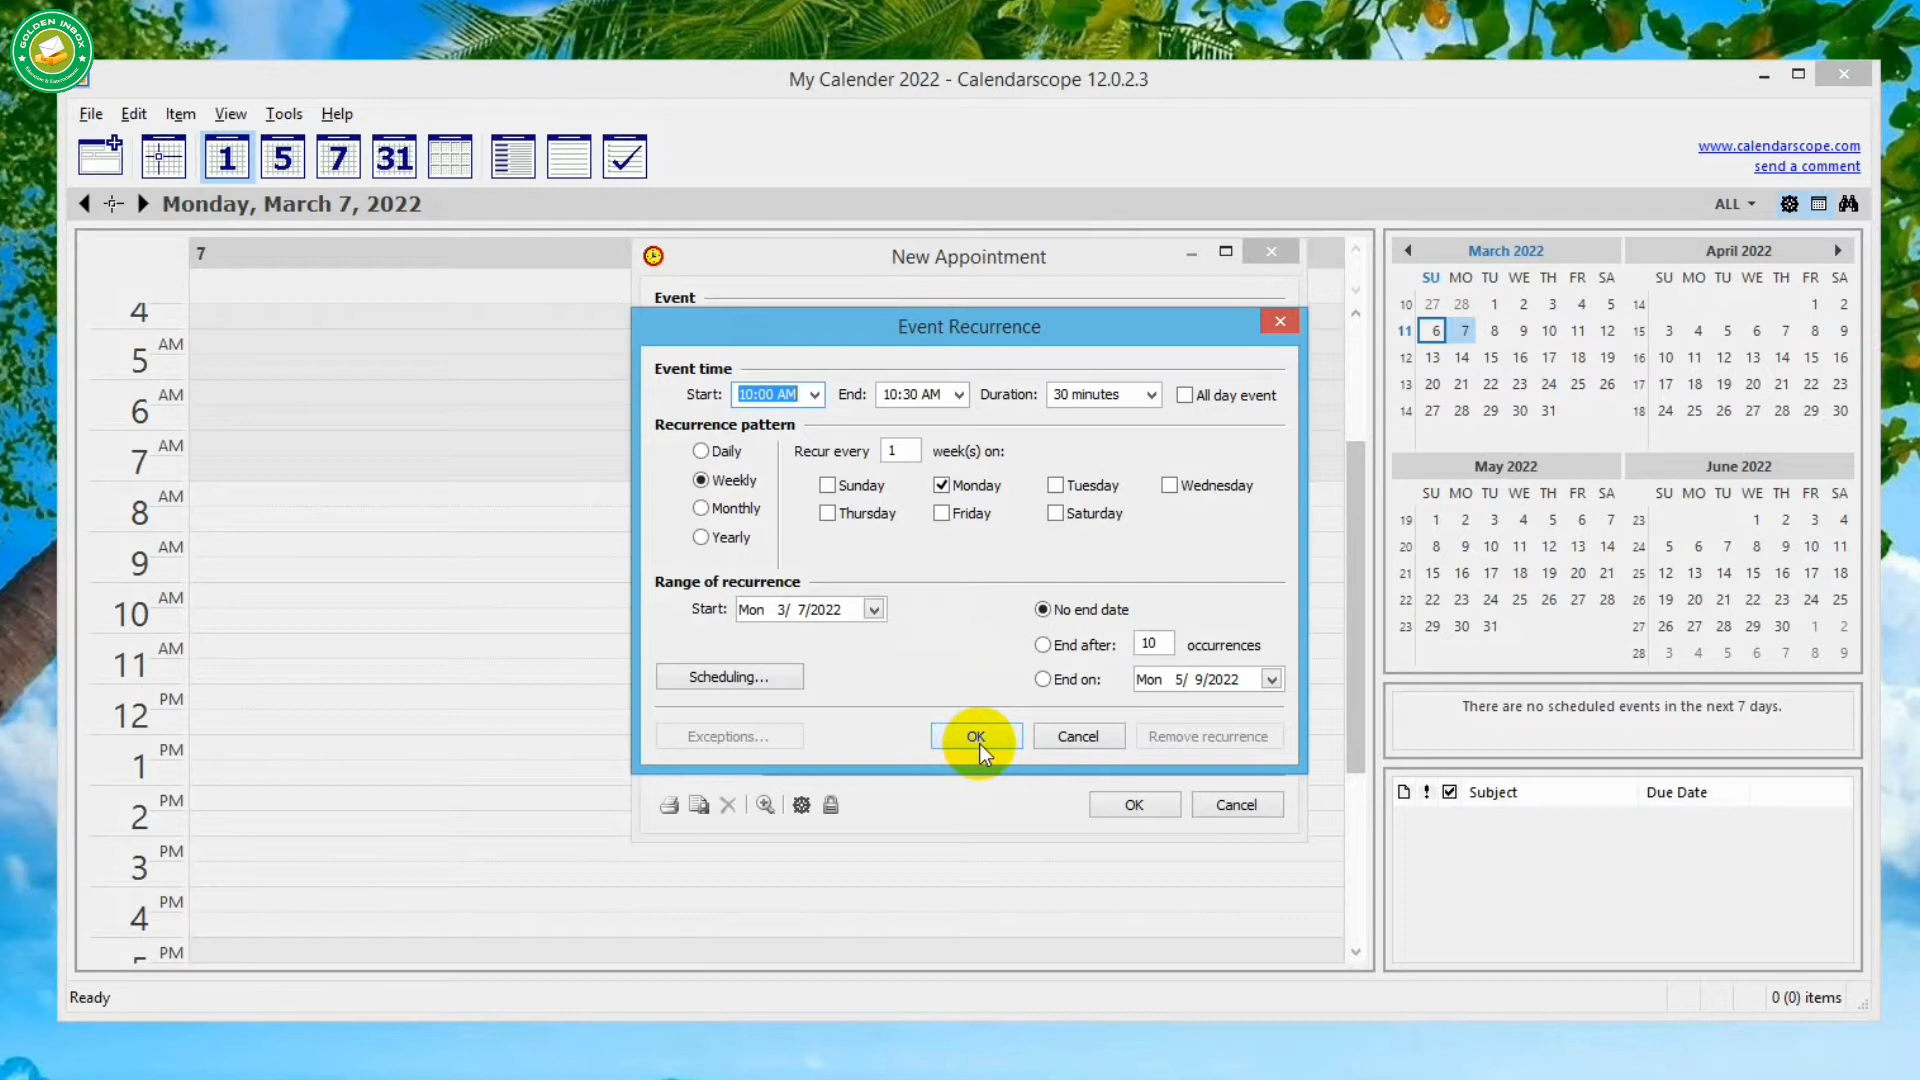 GOLDEN INBOX
My Calender 2022 - Calendarscope 12.0.2.3
File Edit Item View Tools Help
1 5 7 31
www.calendarscope.com
send a comment
Monday, March 7, 2022
ALL
7
4
AM
5
AM
6
AM
7
AM
8
AM
9
AM
10
AM
11
PM
12
PM
1
PM
2
PM
3
PM
4
PM
New Appointment
Event
Event Recurrence
Event time
Start: 10:00 AM End: 10:30 AM Duration: 30 minutes All day event
Recurrence pattern
Daily Recur every 1 week(s) on:
Weekly Sunday Monday Tuesday Wednesday
Monthly Thursday Friday Saturday
Yearly
Range of recurrence
Start: Mon 3/ 7/2022 No end date
End after: 10 occurrences
Scheduling... End on: Mon 5/ 9/2022
Exceptions... OK Cancel Remove recurrence
OK Cancel
March 2022 April 2022
SU MO TU WE TH FR SA SU MO TU WE TH FR SA
10 27 28 1 2 3 4 5 14 1 2
11 6 7 8 9 10 11 12 15 3 4 5 6 7 8 9
12 13 14 15 16 17 18 19 16 10 11 12 13 14 15 16
13 20 21 22 23 24 25 26 17 17 18 19 20 21 22 23
14 27 28 29 30 31 18 24 25 26 27 28 29 30
May 2022 June 2022
SU MO TU WE TH FR SA SU MO TU WE TH FR SA
19 1 2 3 4 5 6 7 23 1 2 3 4
20 8 9 10 11 12 13 14 24 5 6 7 8 9 10 11
21 15 16 17 18 19 20 21 25 12 13 14 15 16 17 18
22 22 23 24 25 26 27 28 26 19 20 21 22 23 24 25
23 29 30 31 27 26 27 28 29 30 1 2
28 3 4 5 6 7 8 9
There are no scheduled events in the next 7 days.
! Subject Due Date
Ready 0 (0) items